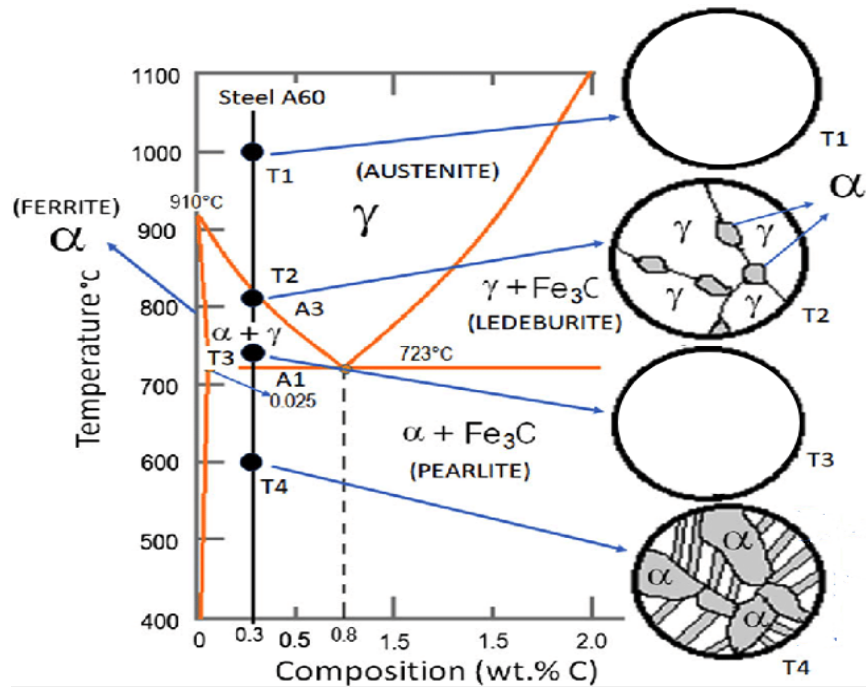 1100
Steel A60
1000
T1
T1
(AUSTENITE)
γ
(FERRITE)
α
910°C
900
α
γ
γ
γ
γ
T2
T2
A3
800
γ + Fe₃C
(LEDEBURITE)
α + γ
T3
723°C
700
A1
0.025
α + Fe₃C
(PEARLITE)
T3
600
T4
500
α
α
α
T4
400
0
0.3
0.5
0.8
1.5
1.5
2.0
Temperature°C
Composition (wt.% C)